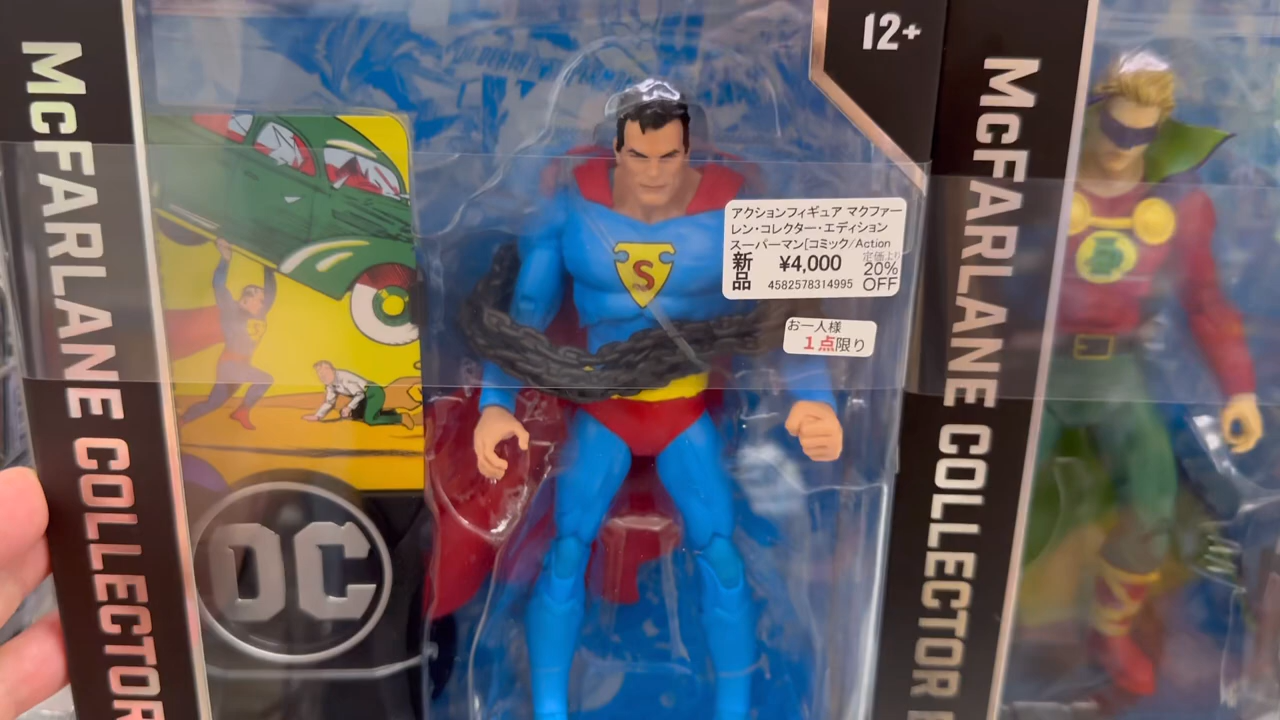 McFARLANE COLLECTOR
DC
12+
S
アクションフィギュア マクファー
レン・コレクター・エディション
スーパーマン[コミック/Action
新品
¥4,000
定価より
20%
OFF
4582578314995
お一人様
1点限り
McFARLANE COLLECTOR